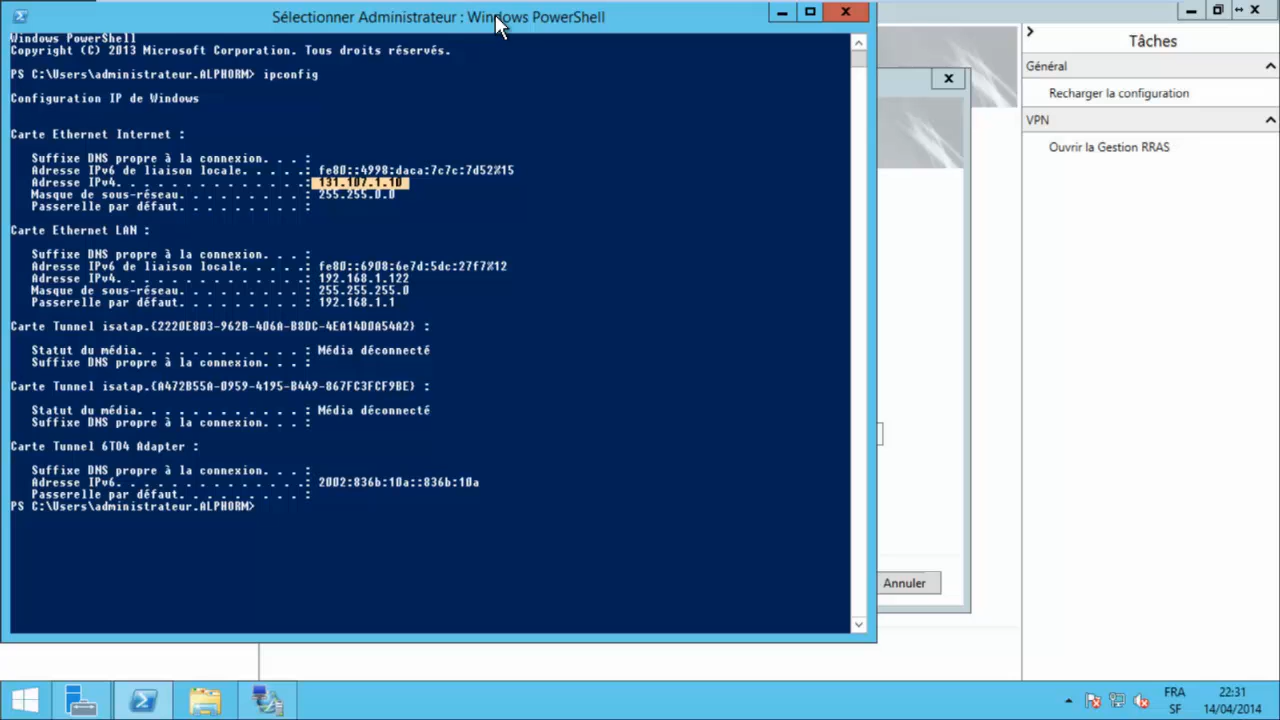 Sélectionner Administrateur : Windows PowerShell
Windows PowerShell
Copyright (C) 2013 Microsoft Corporation. Tous droits réservés.
PS C:\Users\administrateur.ALPHORM> ipconfig
Configuration IP de Windows
Carte Ethernet Internet :
Suffixe DNS propre à la connexion. . . :
Adresse IPv6 de liaison locale. . . . .: fe80::4998:daca:7c7c:7d52%15
Adresse IPv4. . . . . . . . . . . . . .: 131.107.1.10
Masque de sous-réseau. . . . . . . . . : 255.255.0.0
Passerelle par défaut. . . . . . . . . :
Carte Ethernet LAN :
Suffixe DNS propre à la connexion. . . :
Adresse IPv6 de liaison locale. . . . .: fe80::6908:6e7d:5dc:27f7%12
Adresse IPv4. . . . . . . . . . . . . .: 192.168.1.122
Masque de sous-réseau. . . . . . . . . : 255.255.255.0
Passerelle par défaut. . . . . . . . . : 192.168.1.1
Carte Tunnel isatap.{2220E803-962B-406A-B8DC-4EA14D0A54A2} :
Statut du média. . . . . . . . . . . . : Média déconnecté
Suffixe DNS propre à la connexion. . . :
Carte Tunnel isatap.{A472B55A-0959-4195-B449-867FC3FCF9BE} :
Statut du média. . . . . . . . . . . . : Média déconnecté
Suffixe DNS propre à la connexion. . . :
Carte Tunnel 6TO4 Adapter :
Suffixe DNS propre à la connexion. . . :
Adresse IPv6. . . . . . . . . . . . . .: 2002:836b:10a::836b:10a
Passerelle par défaut. . . . . . . . . :
PS C:\Users\administrateur.ALPHORM>
Annuler
Tâches
Général
Recharger la configuration
VPN
Ouvrir la Gestion RRAS
FRA
SF
22:31
14/04/2014